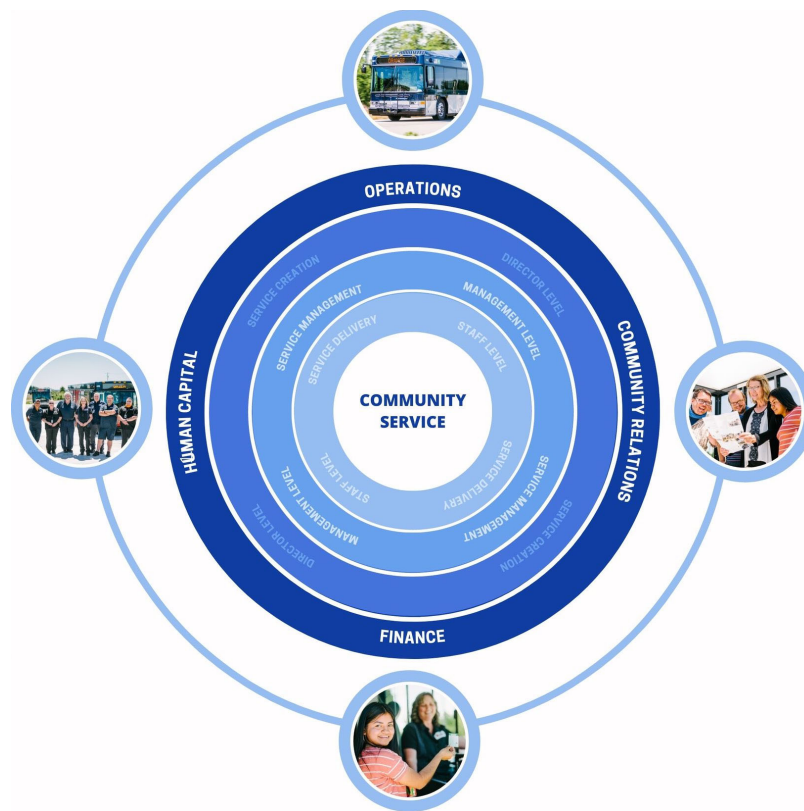 OPERATIONS
SERVICE CREATION
DIRECTOR LEVEL
SERVICE MANAGEMENT
MANAGEMENT LEVEL
SERVICE DELIVERY
STAFF LEVEL
HUMAN CAPITAL
COMMUNITY
SERVICE
COMMUNITY RELATIONS
STAFF LEVEL
SERVICE DELIVERY
MANAGEMENT LEVEL
SERVICE MANAGEMENT
DIRECTOR LEVEL
SERVICE CREATION
FINANCE